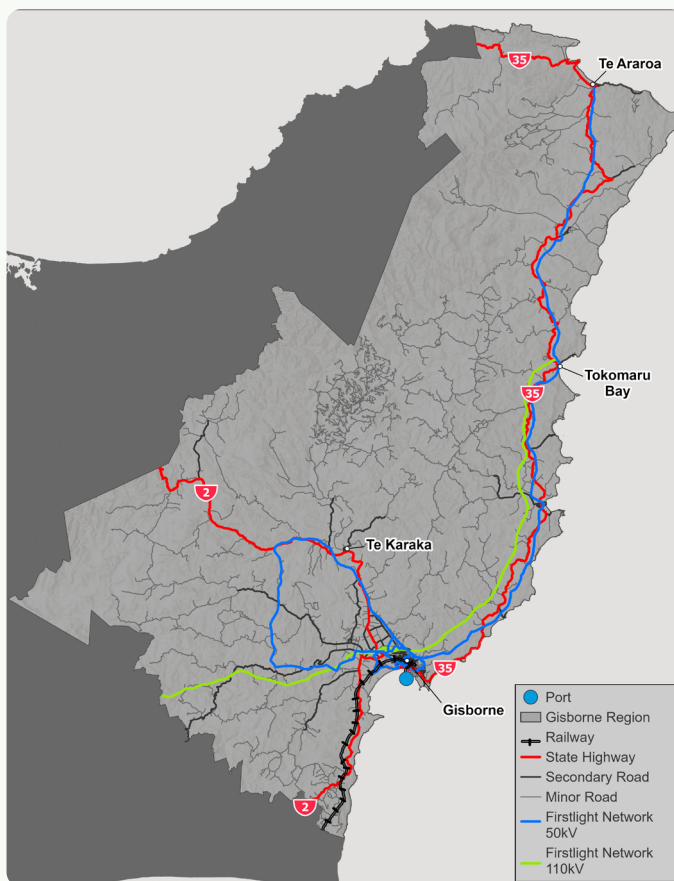 35
Te Araroa
Tokomaru
Bay
35
2
Te Karaka
35
Gisborne
2
Port
Gisborne Region
Railway
State Highway
Secondary Road
Minor Road
Firstlight Network
50kV
Firstlight Network
110kV